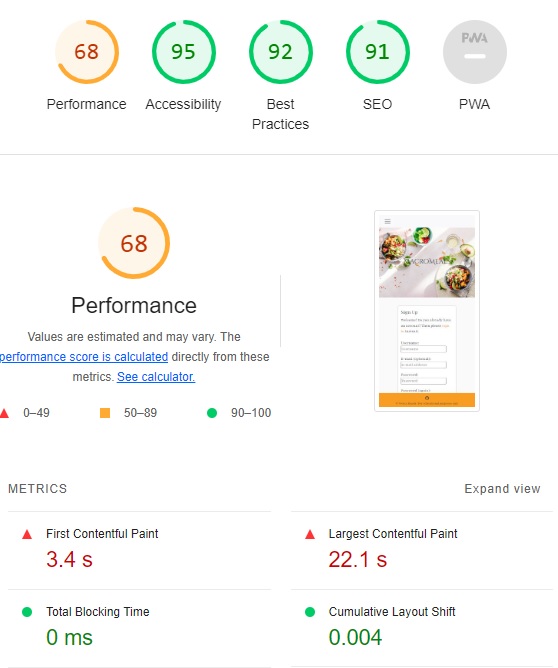 68
95
92
91
PWA
Performance
Accessibility
Best
Practices
SEO
PWA
68
Performance
Values are estimated and may vary. The
performance score is calculated directly from these
metrics. See calculator.
0–49
50–89
90–100
Sign Up
METRICS
Expand view
First Contentful Paint
3.4 s
Largest Contentful Paint
22.1 s
Total Blocking Time
0 ms
Cumulative Layout Shift
0.004